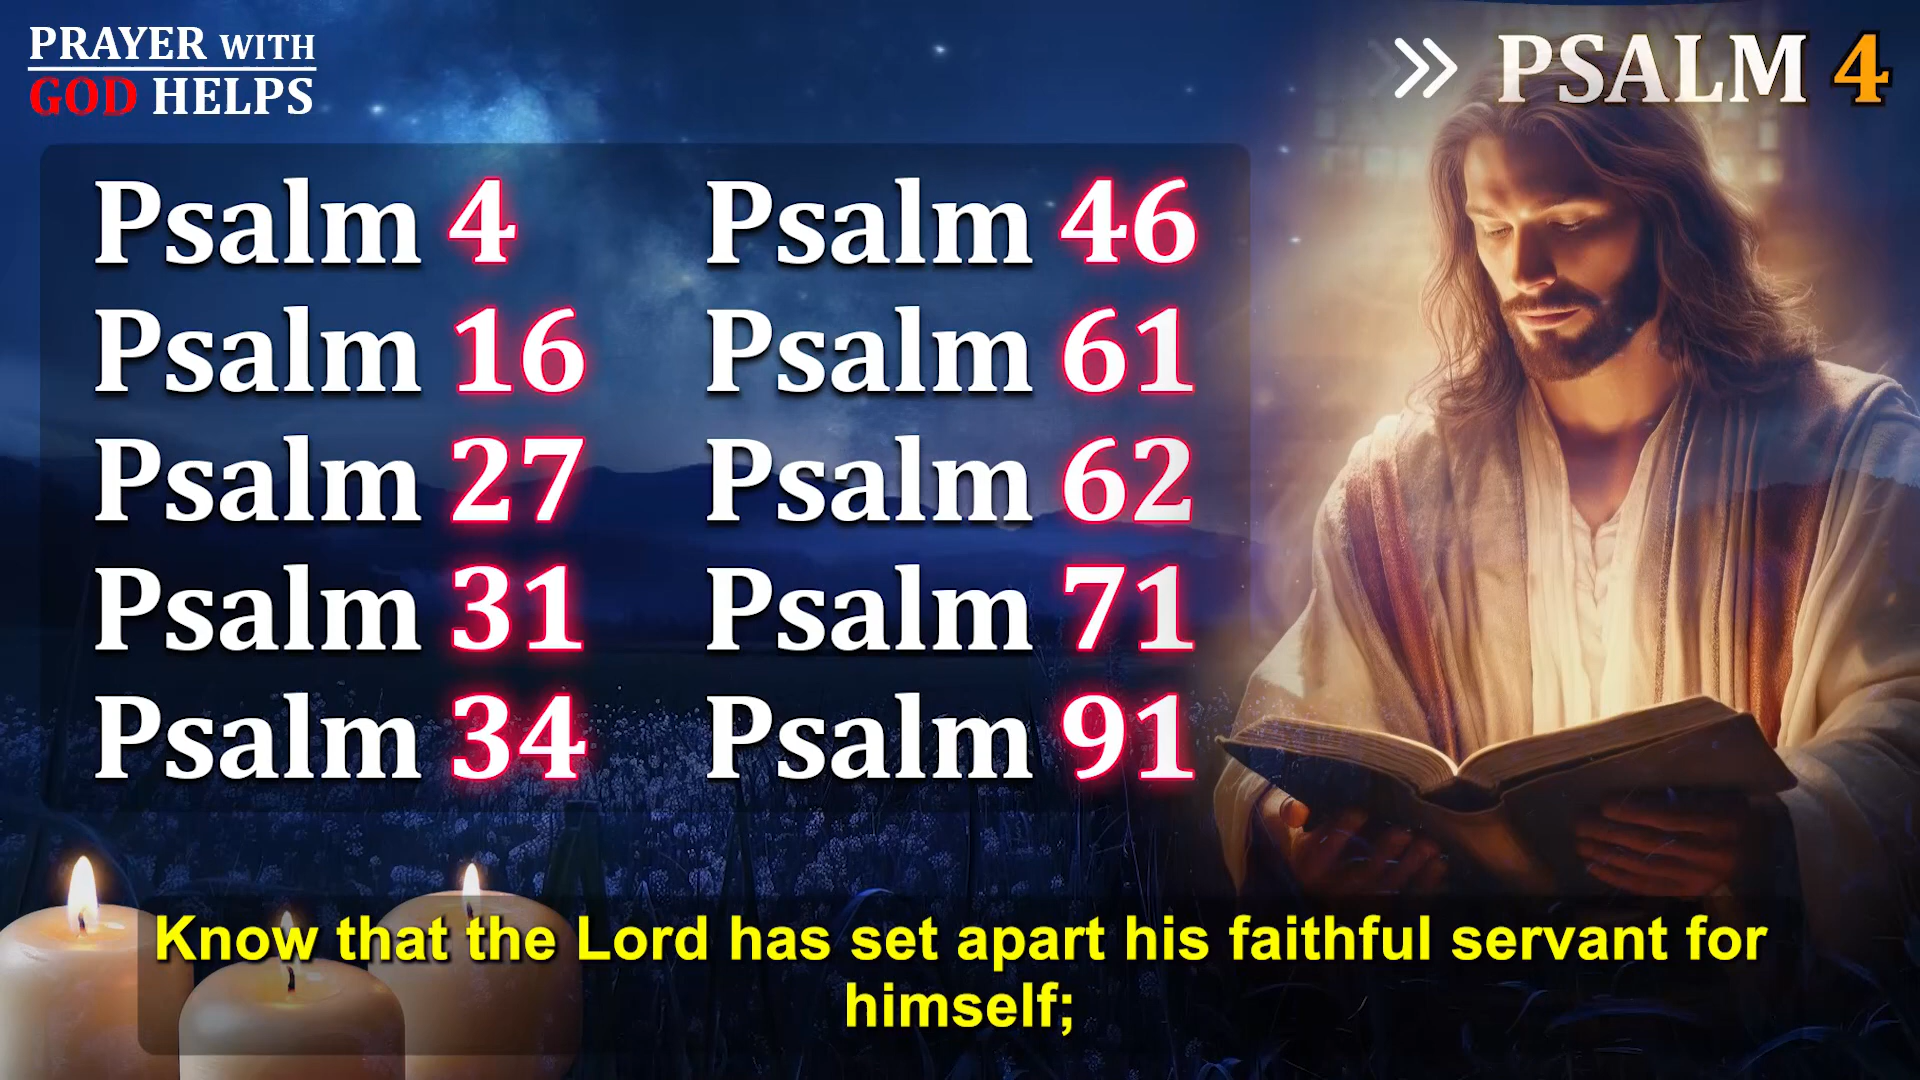 PRAYER WITH
GOD HELPS
PSALM 4
Psalm 4
Psalm 16
Psalm 27
Psalm 31
Psalm 34
Psalm 46
Psalm 61
Psalm 62
Psalm 71
Psalm 91
Know that the Lord has set apart his faithful servant for
himself;